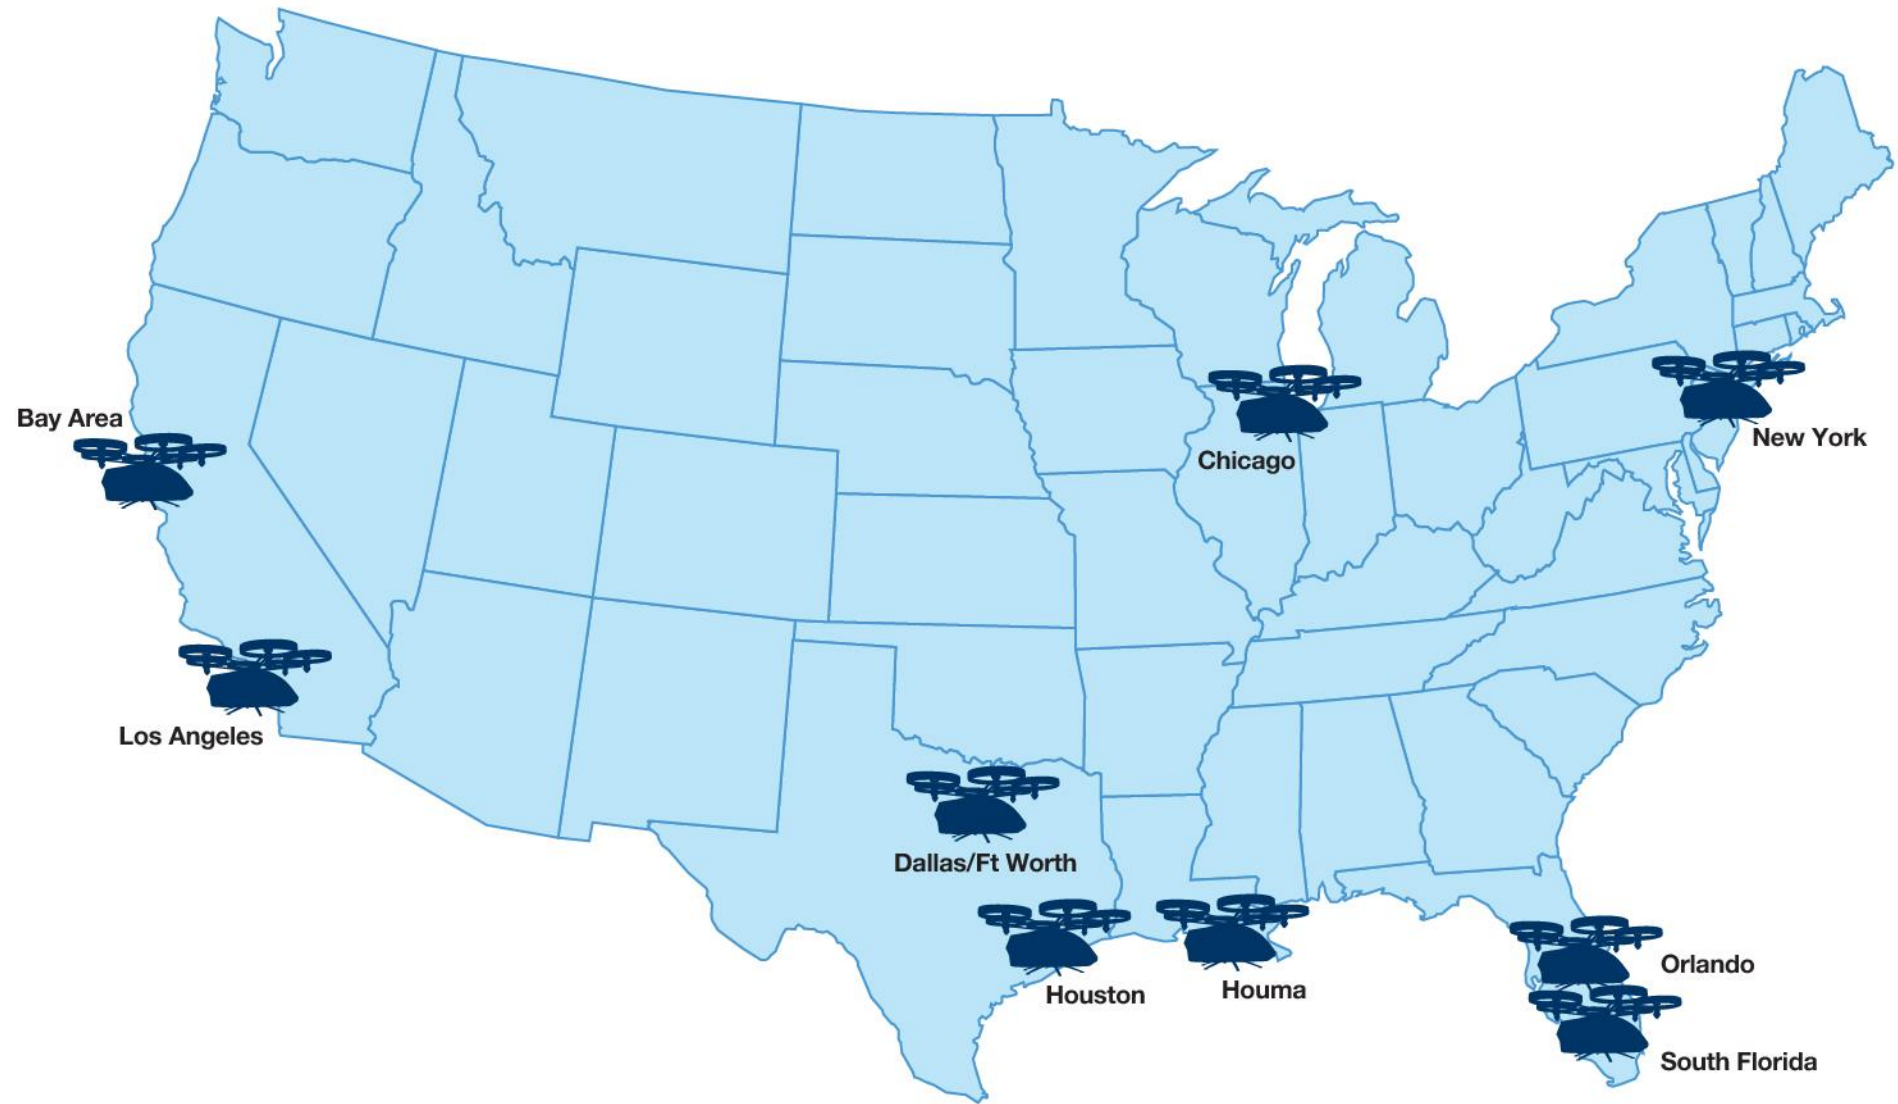 Bay Area
New York
Chicago
Los Angeles
Dallas/Ft Worth
Orlando
Houma
Houston
South Florida